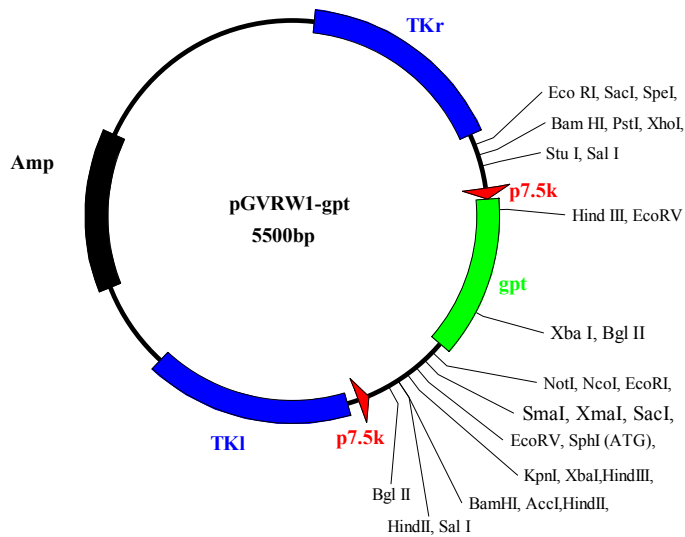 TKr
Eco RI, SacI, SpeI,
Bam HI, PstI, XhoI,
Stu I, Sal I
Amp
p7.5k
pGVRW1-gpt
5500bp
Hind III, EcoRV
gpt
Xba I, Bgl II
NotI, NcoI, EcoRI,
SmaI, XmaI, SacI,
EcoRV, SphI (ATG),
KpnI, XbaI,HindIII,
BamHI, AccI,HindII,
HindII, Sal I
Bgl II
p7.5k
TKl